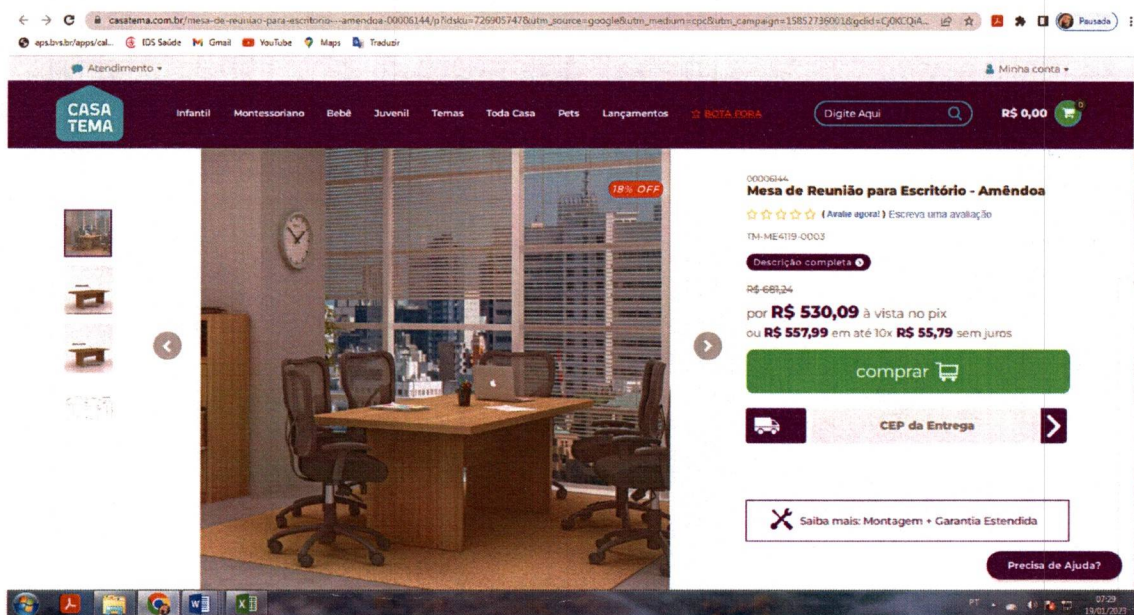 casatema.com.br/mesa-de-reuniao-para-escritorio---amendoa-00006144/p?idsku=726905747&utm_source=google&utm_medium=cpc&utm_campaign=15852736001&gclid=Cj0KCQiA...
Pausada
aps.bvs.br/apps/cal...
IDS Saúde
Gmail
YouTube
Maps
Traduzir
Atendimento
Minha conta
CASA
TEMA
Infantil
Montessoriano
Bebê
Juvenil
Temas
Toda Casa
Pets
Lançamentos
BOTA FORA
Digite Aqui
R$ 0,00
0
18% OFF
00006144
Mesa de Reunião para Escritório - Amêndoa
( Avalie agora! ) Escreva uma avaliação
TM-ME4119-0003
Descrição completa
R$ 681,24
por R$ 530,09 à vista no pix
ou R$ 557,99 em até 10x R$ 55,79 sem juros
comprar
CEP da Entrega
Saiba mais: Montagem + Garantia Estendida
Precisa de Ajuda?
PT
07:29
19/01/2023